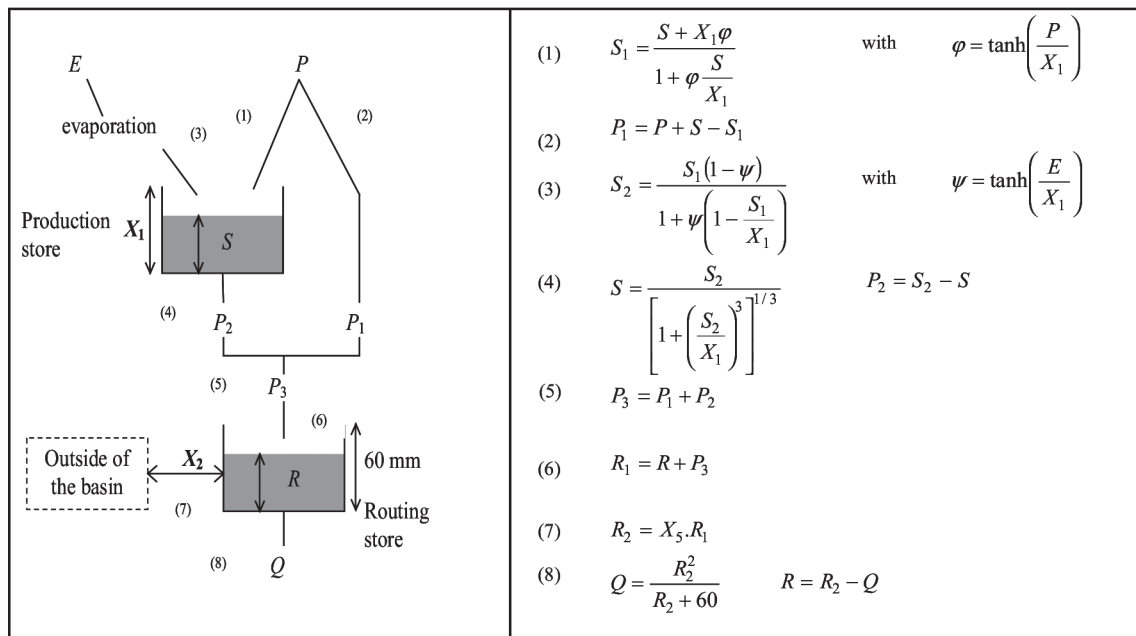 E
P
evaporation
(3)
(1)
(2)
Production
store
X₁
S
(4)
P₂
P₁
(5)
P₃
(6)
Outside of
the basin
X₂
(7)
R
60 mm
Routing
store
(8)
Q
(1) S₁ = (S + X₁φ) / (1 + φ S/X₁) with φ = tanh(P/X₁)
(2) P₁ = P + S − S₁
(3) S₂ = S₁(1 − ψ) / (1 + ψ(1 − S₁/X₁)) with ψ = tanh(E/X₁)
(4) S = S₂ / [1 + (S₂/X₁)³]^(1/3) P₂ = S₂ − S
(5) P₃ = P₁ + P₂
(6) R₁ = R + P₃
(7) R₂ = X₅.R₁
(8) Q = R₂² / (R₂ + 60) R = R₂ − Q